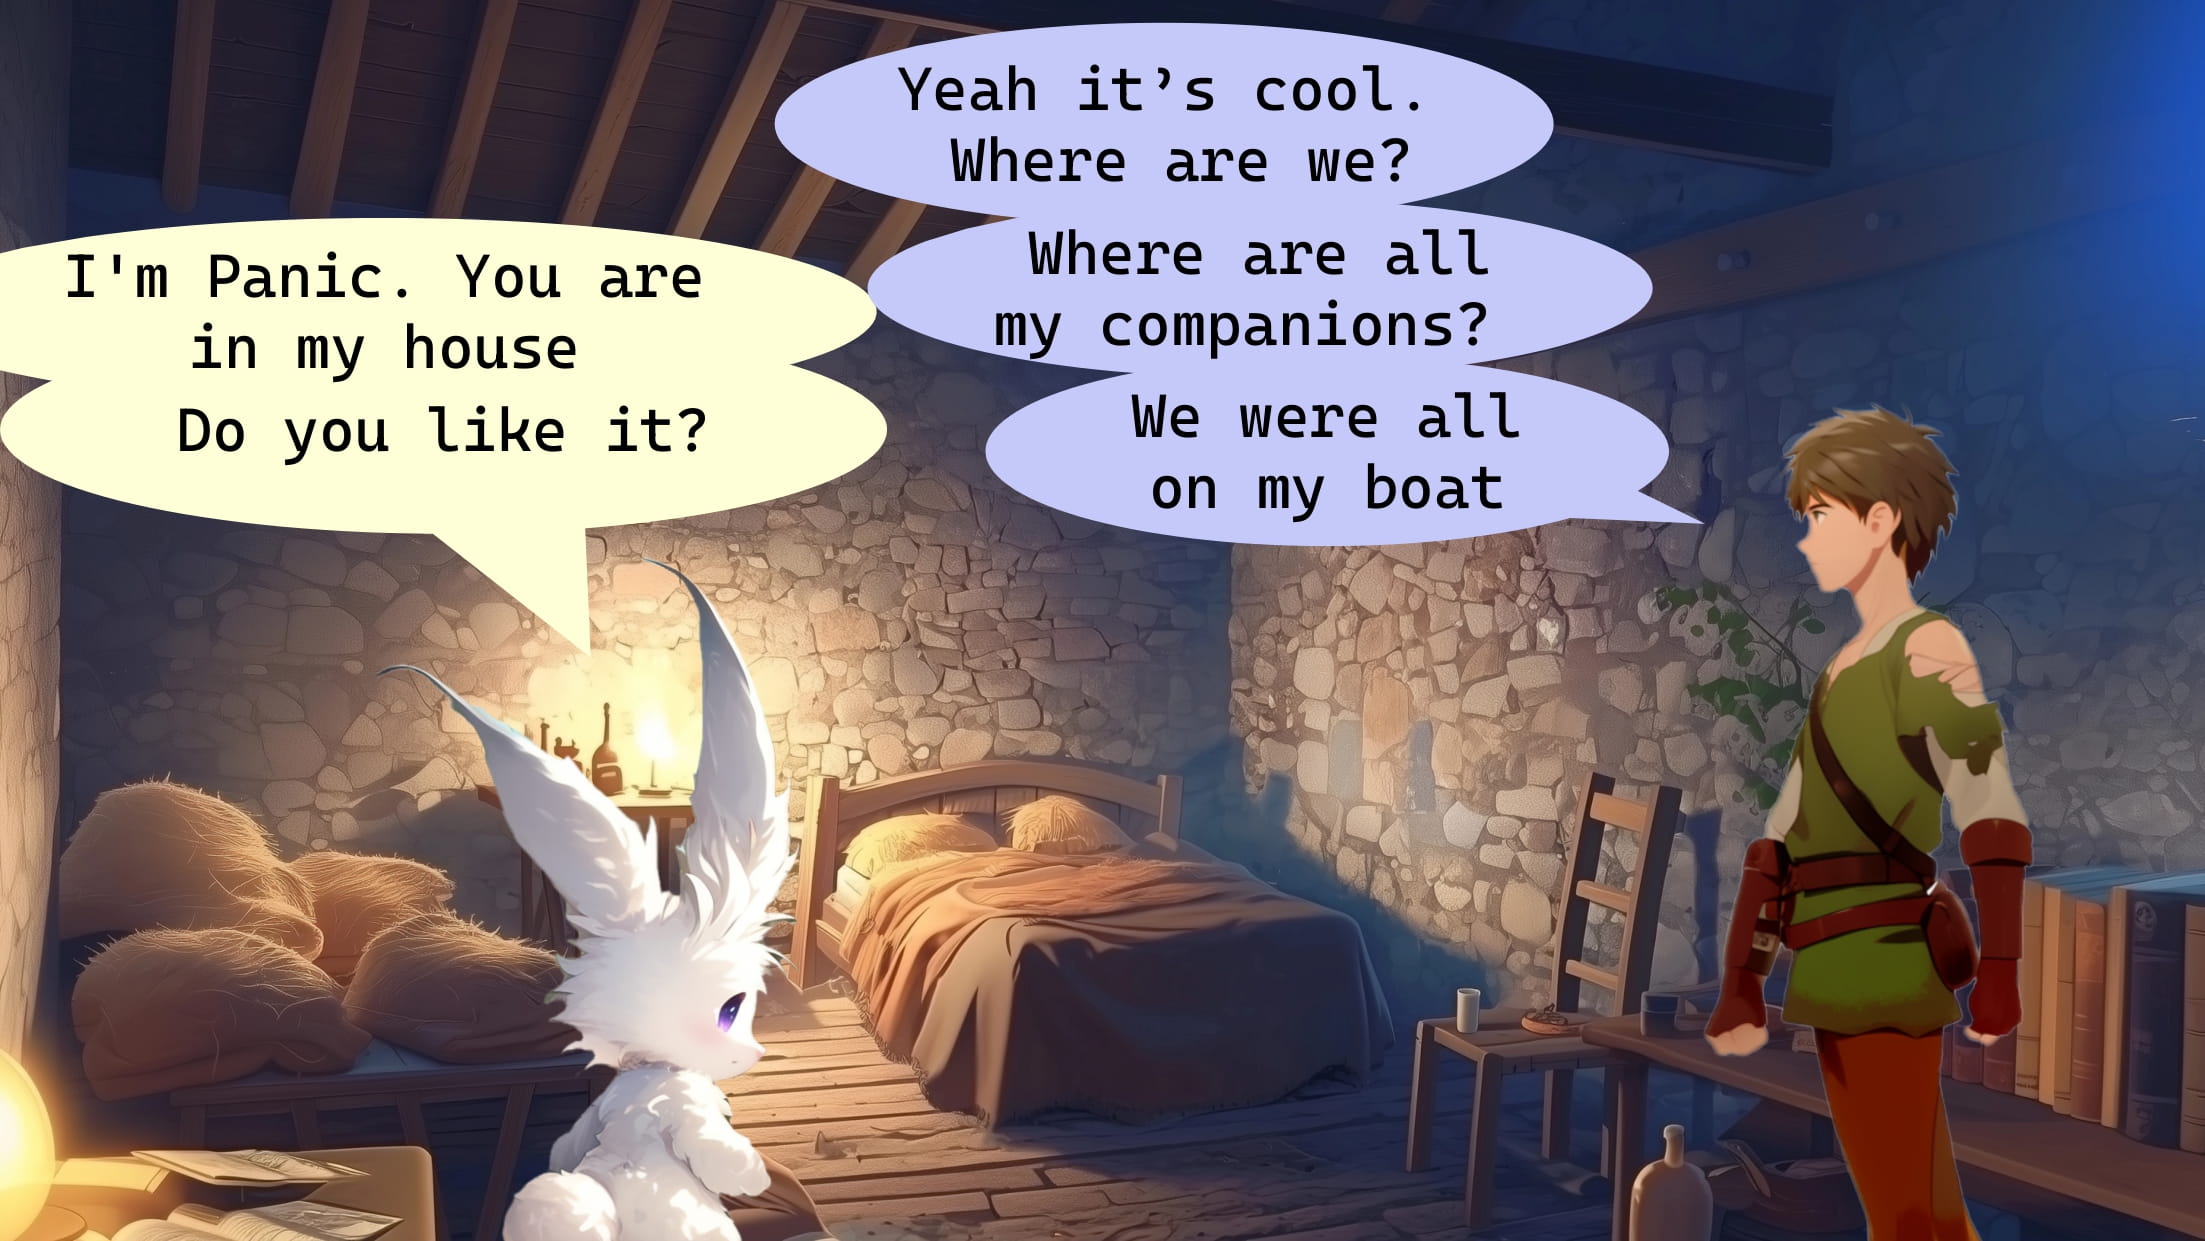 I'm Panic. You are
in my house
Do you like it?
Yeah it’s cool.
Where are we?
Where are all
my companions?
We were all
on my boat